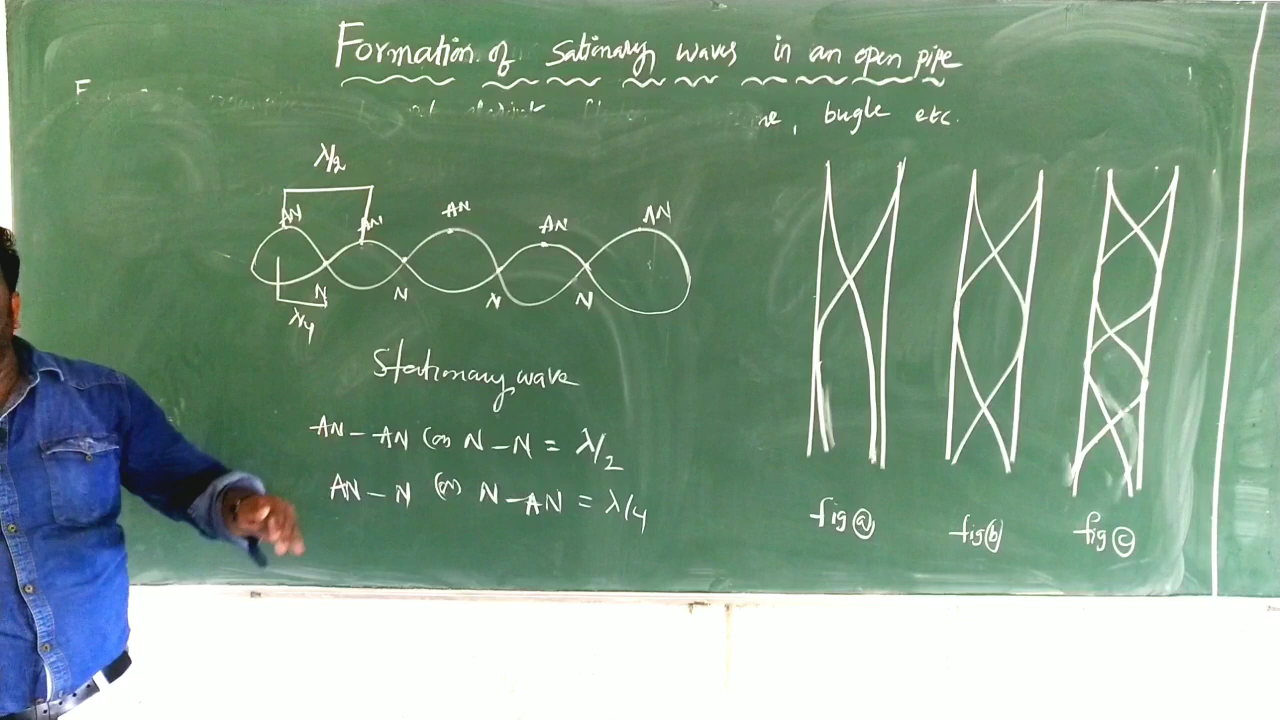 Formation of Sationary waves in an open pipe
bugle etc.
λ/2
AN AN AN AN AN
N N N N
λ/4
Stationary wave
AN - AN (or) N - N = λ/2
AN - N (or) N - AN = λ/4
fig (a) fig (b) fig (c)